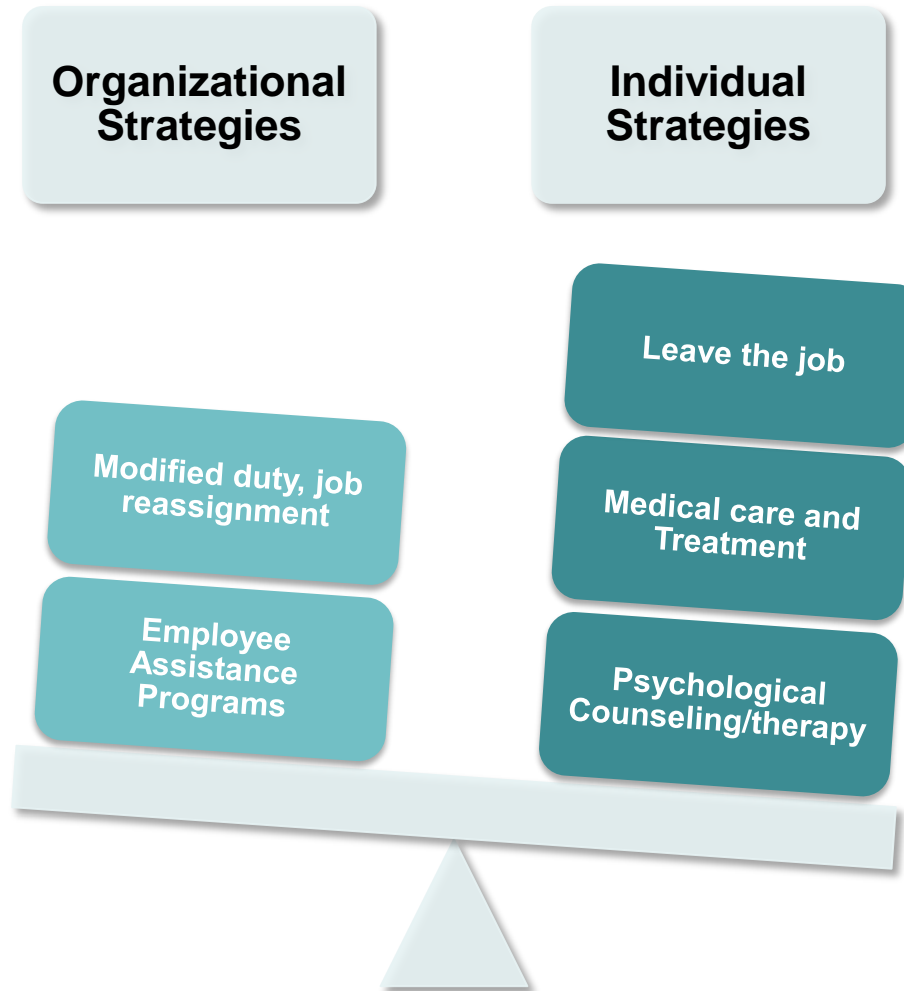 Organizational
Strategies
Individual
Strategies
Leave the job
Modified duty, job
reassignment
Medical care and
Treatment
Employee
Assistance
Programs
Psychological
Counseling/therapy